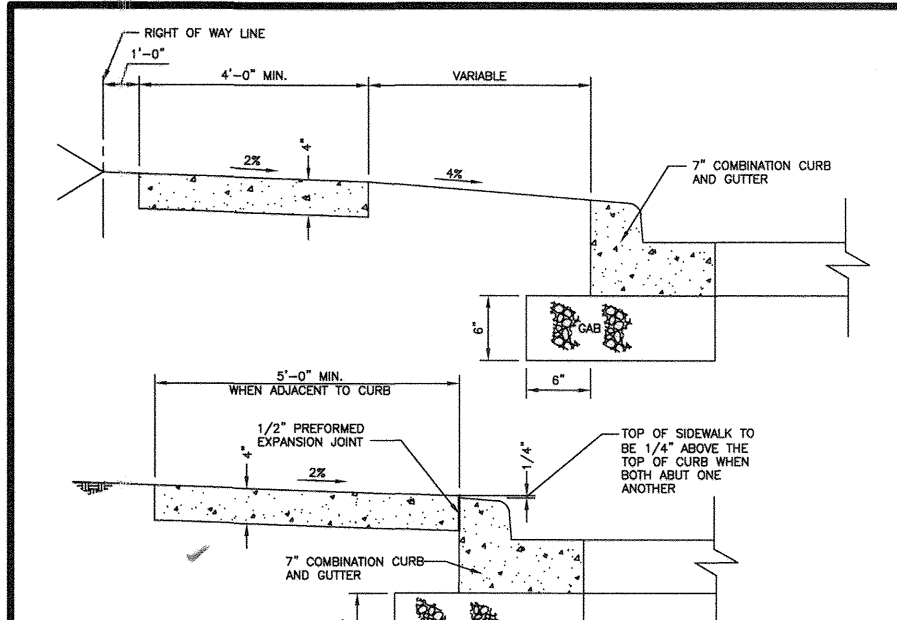 RIGHT OF WAY LINE
1'-0"
4'-0" MIN.
VARIABLE
2%
4"
4%
7" COMBINATION CURB
AND GUTTER
6"
GAB
6"
5'-0" MIN.
WHEN ADJACENT TO CURB
1/2" PREFORMED
EXPANSION JOINT
1/4"
TOP OF SIDEWALK TO
BE 1/4" ABOVE THE
TOP OF CURB WHEN
BOTH ABUT ONE
ANOTHER
4"
2%
7" COMBINATION CURB
AND GUTTER